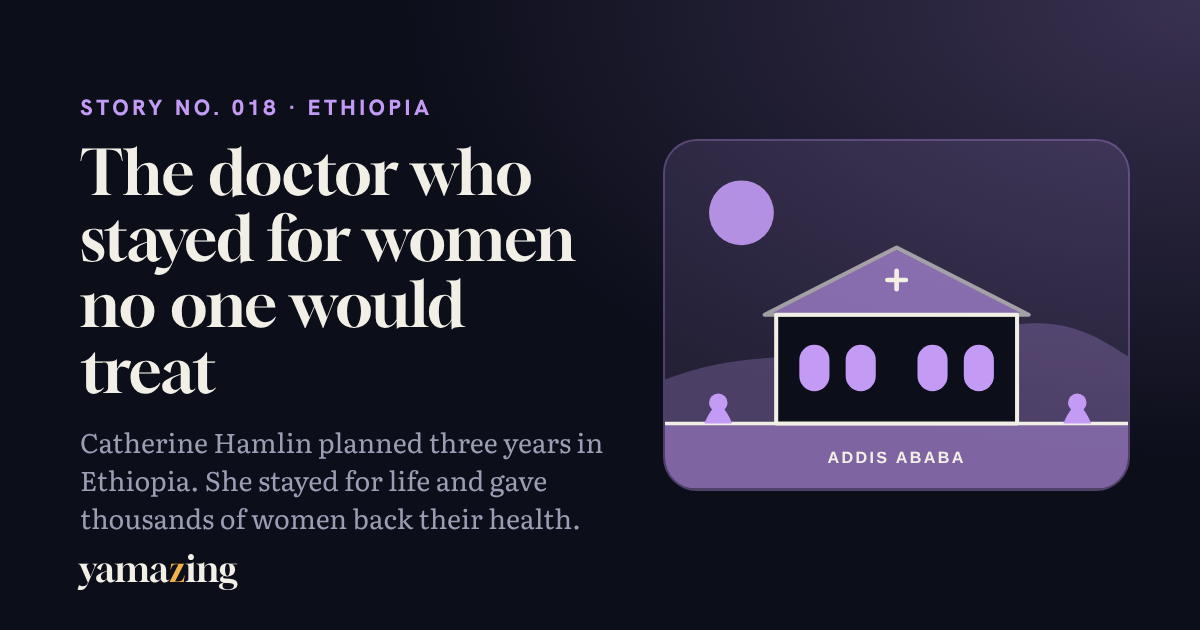 STORY NO. 018 · ETHIOPIA
The doctor who
stayed for women
no one would
treat
Catherine Hamlin planned three years in
Ethiopia. She stayed for life and gave
thousands of women back their health.
yamazing
ADDIS ABABA